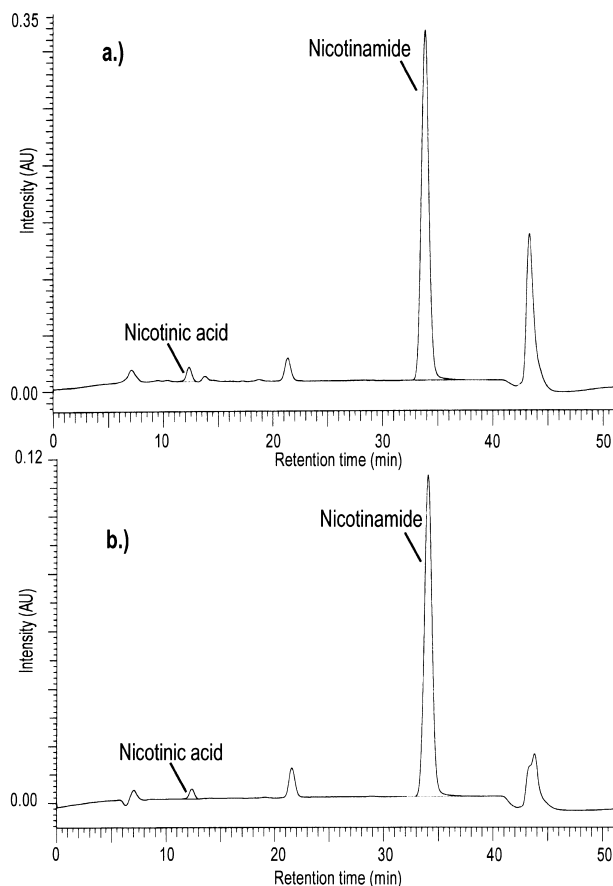 0.35
a.)
Nicotinamide
Intensity (AU)
Nicotinic acid
0.00
0 10 20 30 40 50
Retention time (min)
0.12
Nicotinamide
b.)
Intensity (AU)
Nicotinic acid
0.00
0 10 20 30 40 50
Retention time (min)